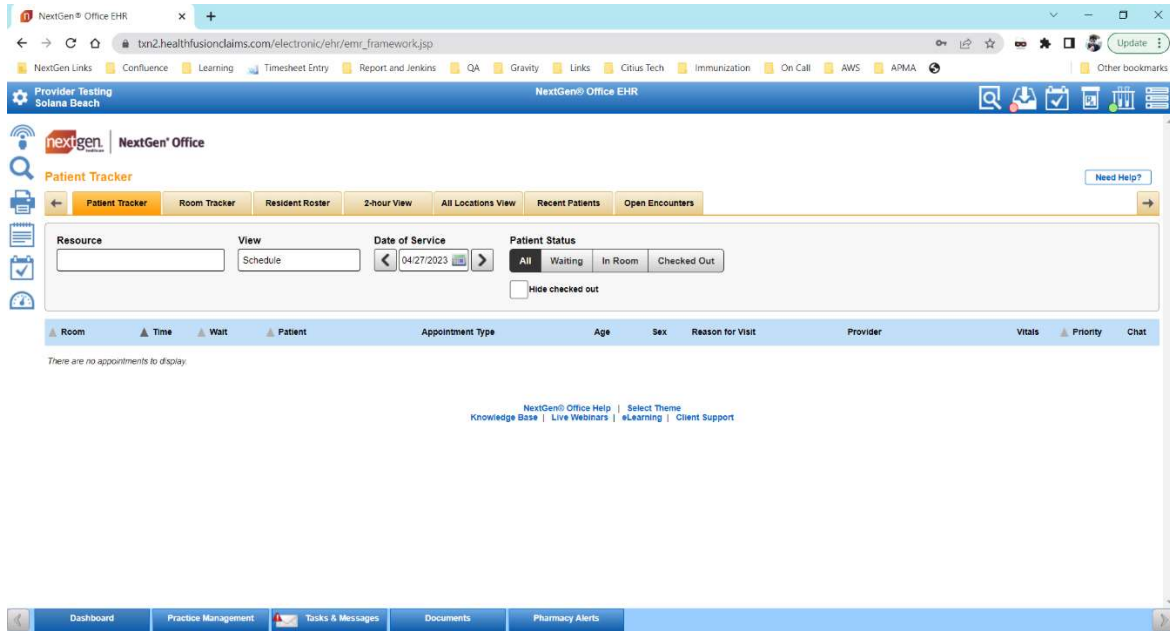 NextGen® Office EHR
txn2.healthfusionclaims.com/electronic/ehr/emr_framework.jsp
Update
NextGen Links Confluence Learning Timesheet Entry Report and Jenkins QA Gravity Links Citius Tech Immunization On Call AWS APMA Other bookmarks
Provider Testing
Solana Beach
NextGen® Office EHR
nextgen. NextGen® Office
Patient Tracker
Need Help?
Patient Tracker Room Tracker Resident Roster 2-hour View All Locations View Recent Patients Open Encounters
Resource View Date of Service Patient Status
Schedule 04/27/2023 All Waiting In Room Checked Out
Hide checked out
Room Time Wait Patient Appointment Type Age Sex Reason for Visit Provider Vitals Priority Chat
There are no appointments to display.
NextGen® Office Help | Select Theme
Knowledge Base | Live Webinars | eLearning | Client Support
Dashboard Practice Management Tasks & Messages Documents Pharmacy Alerts